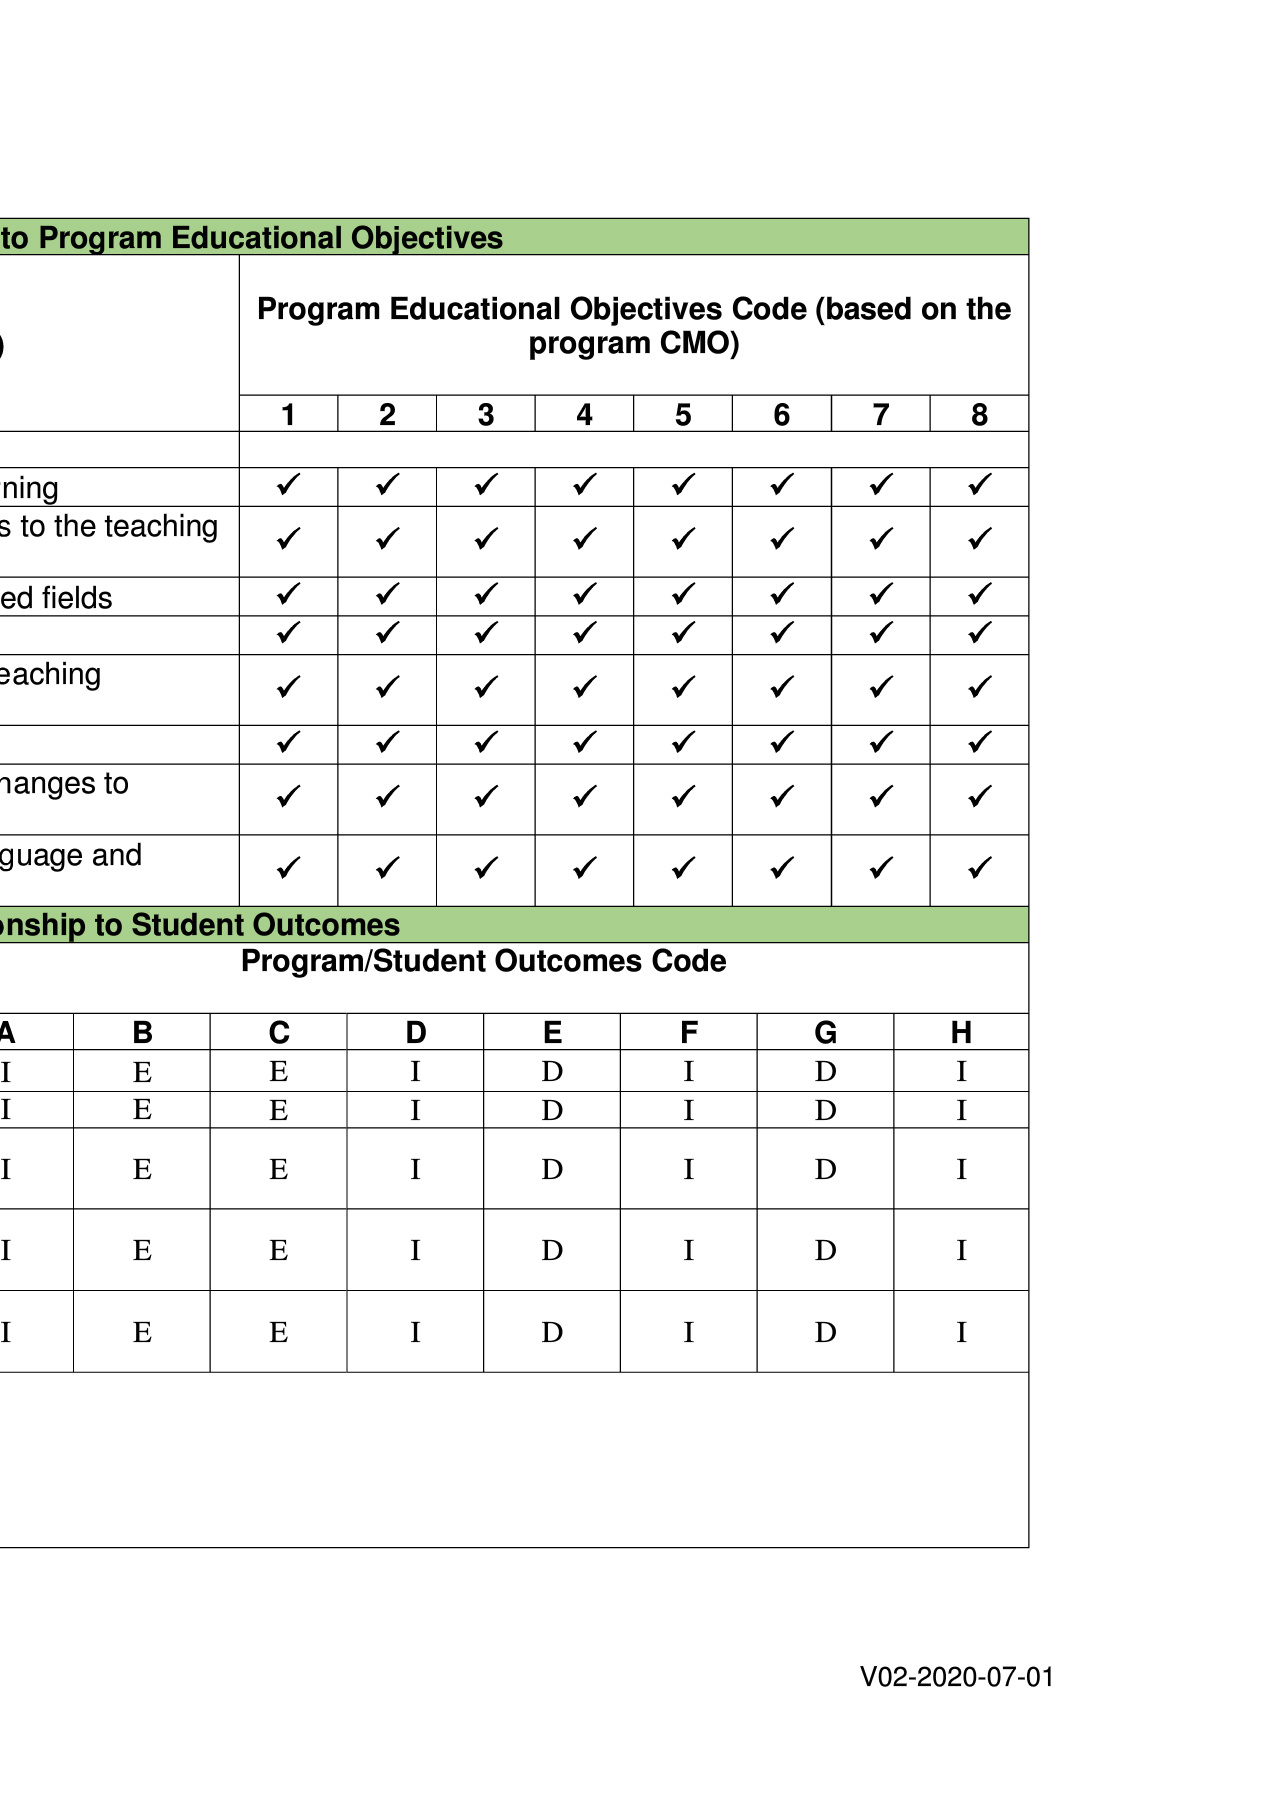 to Program Educational Objectives
Program Educational Objectives Code (based on the
program CMO)
)
1 2 3 4 5 6 7 8
ning ✓ ✓ ✓ ✓ ✓ ✓ ✓ ✓
s to the teaching
✓ ✓ ✓ ✓ ✓ ✓ ✓ ✓
ed fields ✓ ✓ ✓ ✓ ✓ ✓ ✓ ✓
✓ ✓ ✓ ✓ ✓ ✓ ✓ ✓
eaching
✓ ✓ ✓ ✓ ✓ ✓ ✓ ✓
✓ ✓ ✓ ✓ ✓ ✓ ✓ ✓
hanges to
✓ ✓ ✓ ✓ ✓ ✓ ✓ ✓
guage and
✓ ✓ ✓ ✓ ✓ ✓ ✓ ✓
onship to Student Outcomes
Program/Student Outcomes Code
A B C D E F G H
I E E I D I D I
I E E I D I D I
I E E I D I D I
I E E I D I D I
I E E I D I D I
V02-2020-07-01